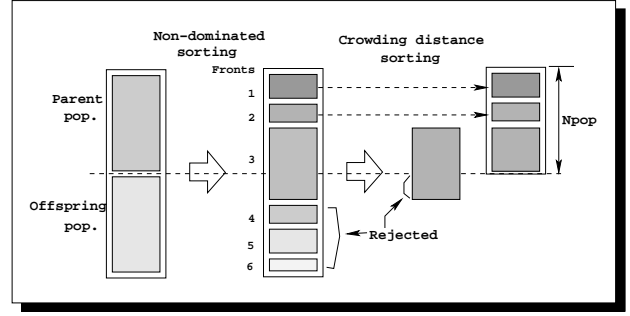 Non-dominated
sorting
Crowding distance
sorting
Fronts
Parent
pop.
Offspring
pop.
1
2
3
4
5
6
Rejected
Npop